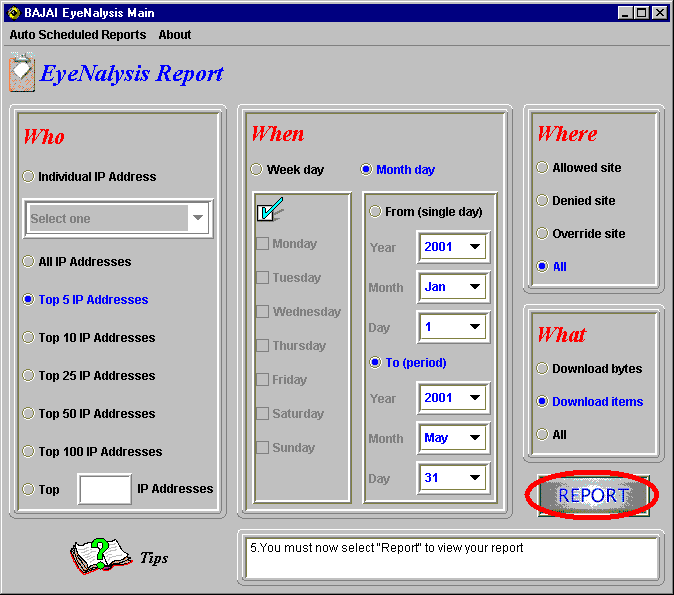 BAJAI EyeNalysis Main
Auto Scheduled Reports About
EyeNalysis Report
Who
Individual IP Address
Select one
All IP Addresses
Top 5 IP Addresses
Top 10 IP Addresses
Top 25 IP Addresses
Top 50 IP Addresses
Top 100 IP Addresses
Top IP Addresses
When
Week day Month day
Monday
Tuesday
Wednesday
Thursday
Friday
Saturday
Sunday
From (single day)
Year 2001
Month Jan
Day 1
To (period)
Year 2001
Month May
Day 31
Where
Allowed site
Denied site
Override site
All
What
Download bytes
Download items
All
REPORT
? Tips
5.You must now select "Report" to view your report